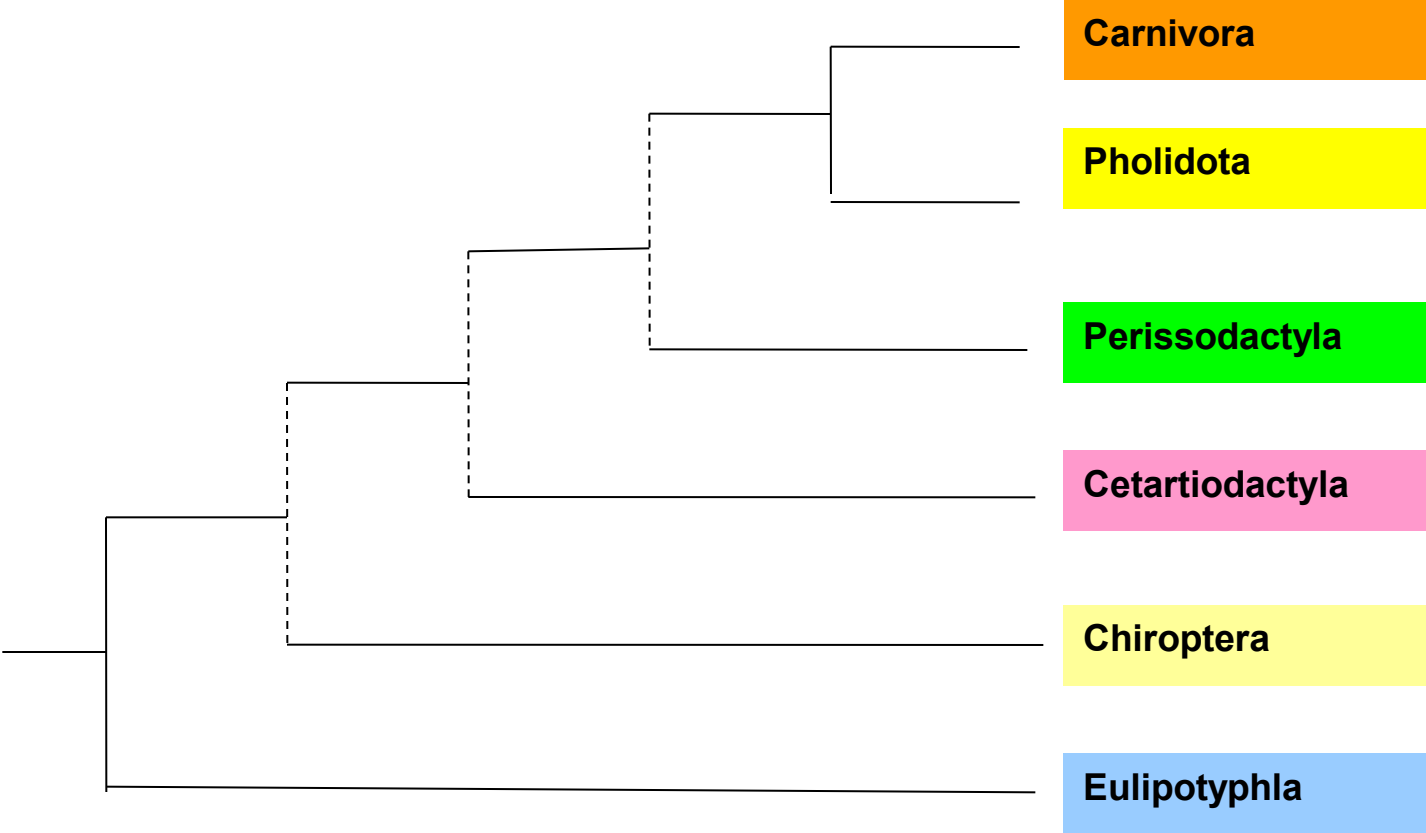 Carnivora
Pholidota
Perissodactyla
Cetartiodactyla
Chiroptera
Eulipotyphla